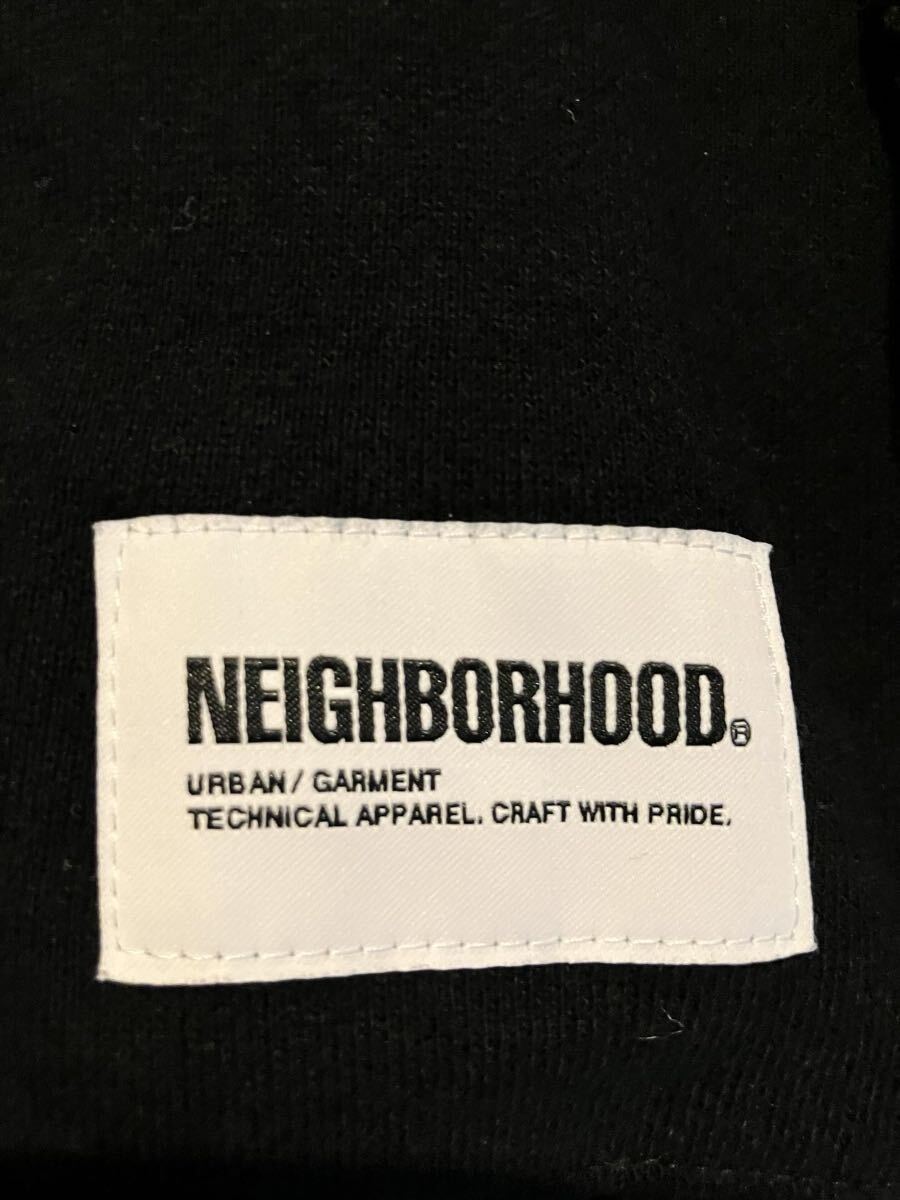 NEIGHBORHOOD®
URBAN/ GARMENT
TECHNICAL APPAREL. CRAFT WITH PRIDE.